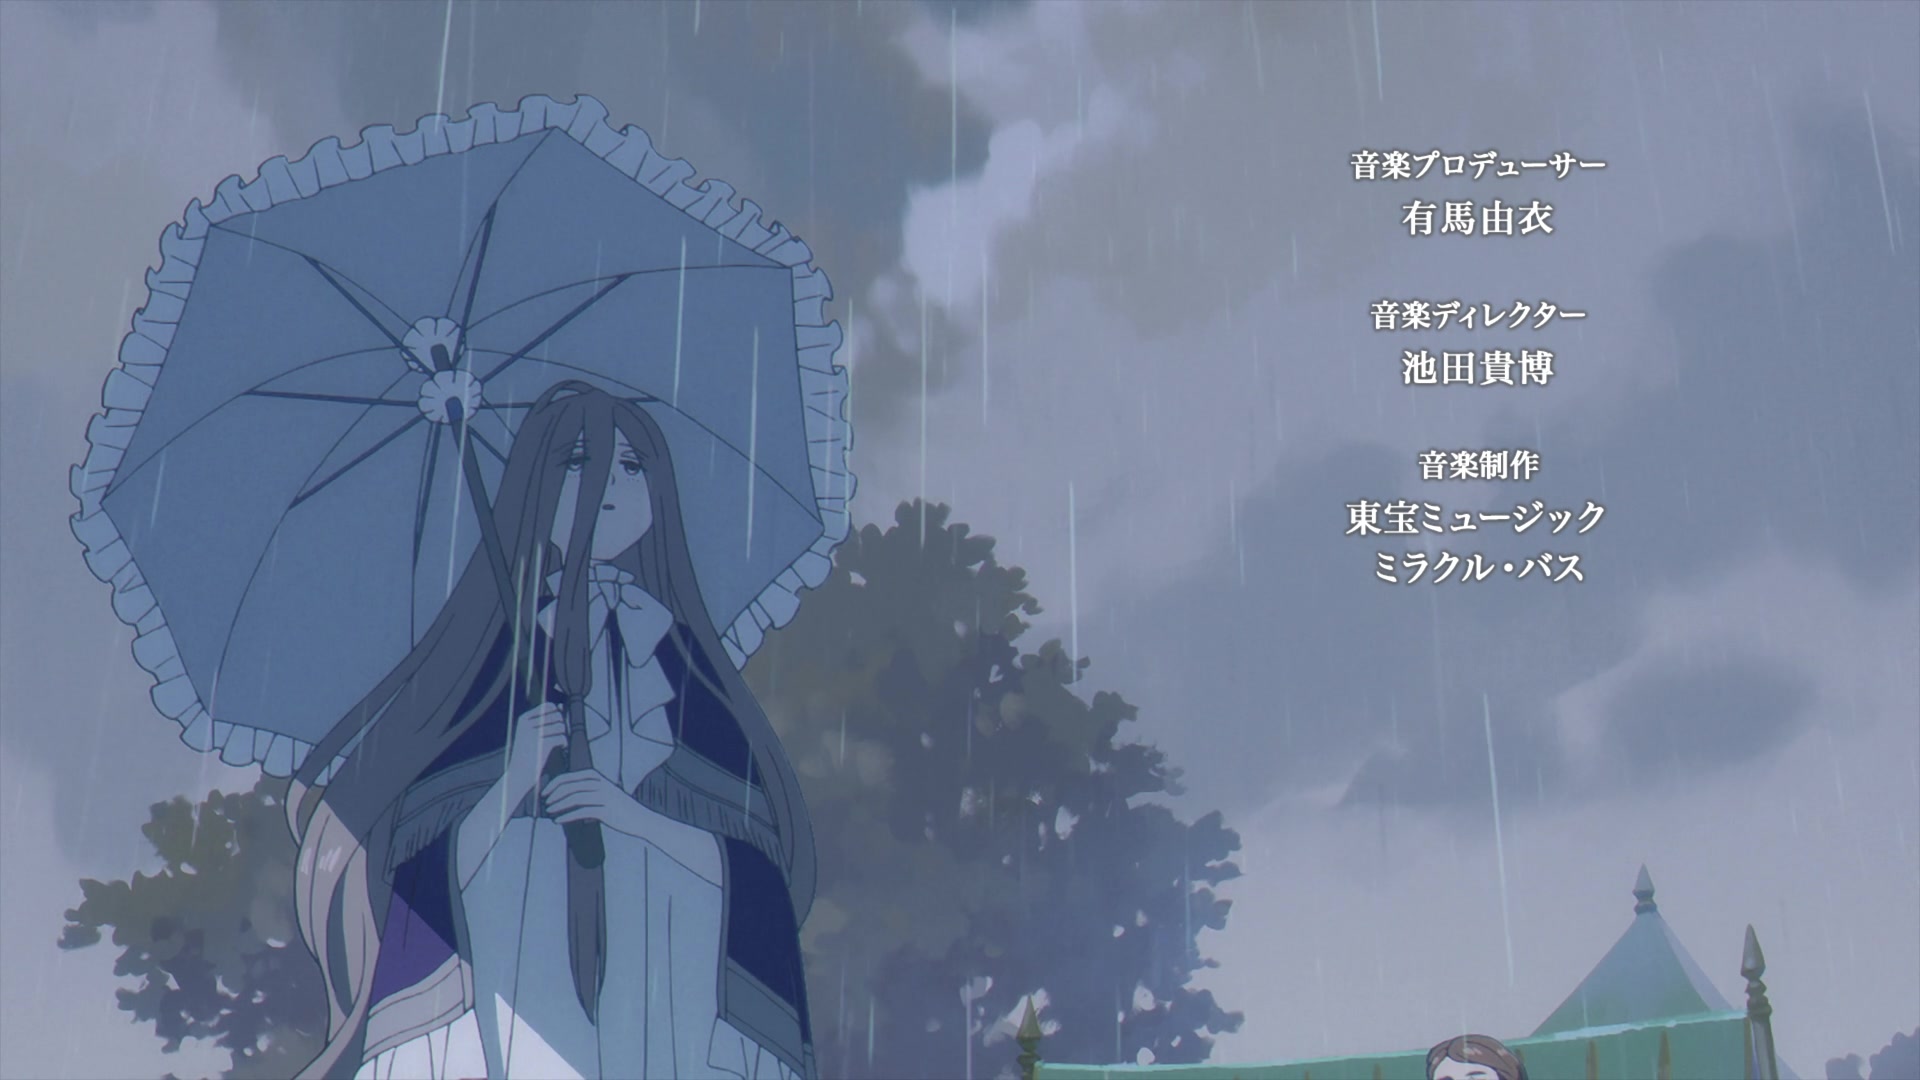 音楽プロデューサー
有馬由衣
音楽ディレクター
池田貴博
音楽制作
東宝ミュージック
ミラクル・バス